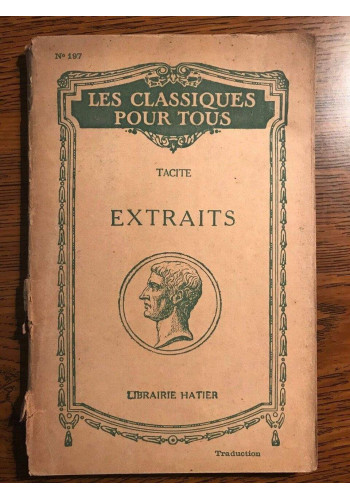 N° 197
LES CLASSIQUES
POUR TOUS
TACITE
EXTRAITS
LIBRAIRIE HATIER
Traduction